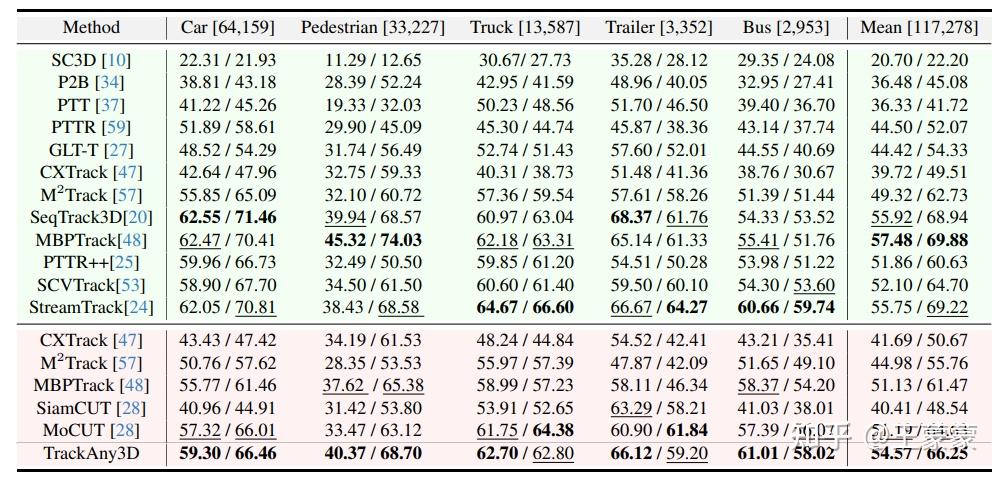 Method Car [64,159] Pedestrian [33,227] Truck [13,587] Trailer [3,352] Bus [2,953] Mean [117,278]
SC3D [10] 22.31 / 21.93 11.29 / 12.65 30.67/ 27.73 35.28 / 28.12 29.35 / 24.08 20.70 / 22.20
P2B [34] 38.81 / 43.18 28.39 / 52.24 42.95 / 41.59 48.96 / 40.05 32.95 / 27.41 36.48 / 45.08
PTT [37] 41.22 / 45.26 19.33 / 32.03 50.23 / 48.56 51.70 / 46.50 39.40 / 36.70 36.33 / 41.72
PTTR [59] 51.89 / 58.61 29.90 / 45.09 45.30 / 44.74 45.87 / 38.36 43.14 / 37.74 44.50 / 52.07
GLT-T [27] 48.52 / 54.29 31.74 / 56.49 52.74 / 51.43 57.60 / 52.01 44.55 / 40.69 44.42 / 54.33
CXTrack [47] 42.64 / 47.96 32.75 / 59.33 40.31 / 38.73 51.48 / 41.36 38.76 / 30.67 39.72 / 49.51
M²Track [57] 55.85 / 65.09 32.10 / 60.72 57.36 / 59.54 57.61 / 58.26 51.39 / 51.44 49.32 / 62.73
SeqTrack3D[20] 62.55 / 71.46 39.94 / 68.57 60.97 / 63.04 68.37 / 61.76 54.33 / 53.52 55.92 / 68.94
MBPTrack[48] 62.47 / 70.41 45.32 / 74.03 62.18 / 63.31 65.14 / 61.33 55.41 / 51.76 57.48 / 69.88
PTTR++[25] 59.96 / 66.73 32.49 / 50.50 59.85 / 61.20 54.51 / 50.28 53.98 / 51.22 51.86 / 60.63
SCVTrack[53] 58.90 / 67.70 34.50 / 61.50 60.60 / 61.40 59.50 / 60.10 54.30 / 53.60 52.10 / 64.70
StreamTrack[24] 62.05 / 70.81 38.43 / 68.58 64.67 / 66.60 66.67 / 64.27 60.66 / 59.74 55.75 / 69.22
CXTrack [47] 43.43 / 47.42 34.19 / 61.53 48.24 / 44.84 54.52 / 42.41 43.21 / 35.41 41.69 / 50.67
M²Track [57] 50.76 / 57.62 28.35 / 53.53 55.97 / 57.39 47.87 / 42.09 51.65 / 49.10 44.98 / 55.76
MBPTrack [48] 55.77 / 61.46 37.62 / 65.38 58.99 / 57.23 58.11 / 46.34 58.37 / 54.20 51.13 / 61.47
SiamCUT [28] 40.96 / 44.91 31.42 / 53.80 53.91 / 52.65 63.29 / 58.21 41.03 / 38.01 40.41 / 48.54
MoCUT [28] 57.32 / 66.01 33.47 / 63.12 61.75 / 64.38 60.90 / 61.84 57.39 /
TrackAny3D 59.30 / 66.46 40.37 / 68.70 62.70 / 62.80 66.12 / 59.20 61.01 / 58.02 54.57 / 66.25
知乎 @王蒙蒙